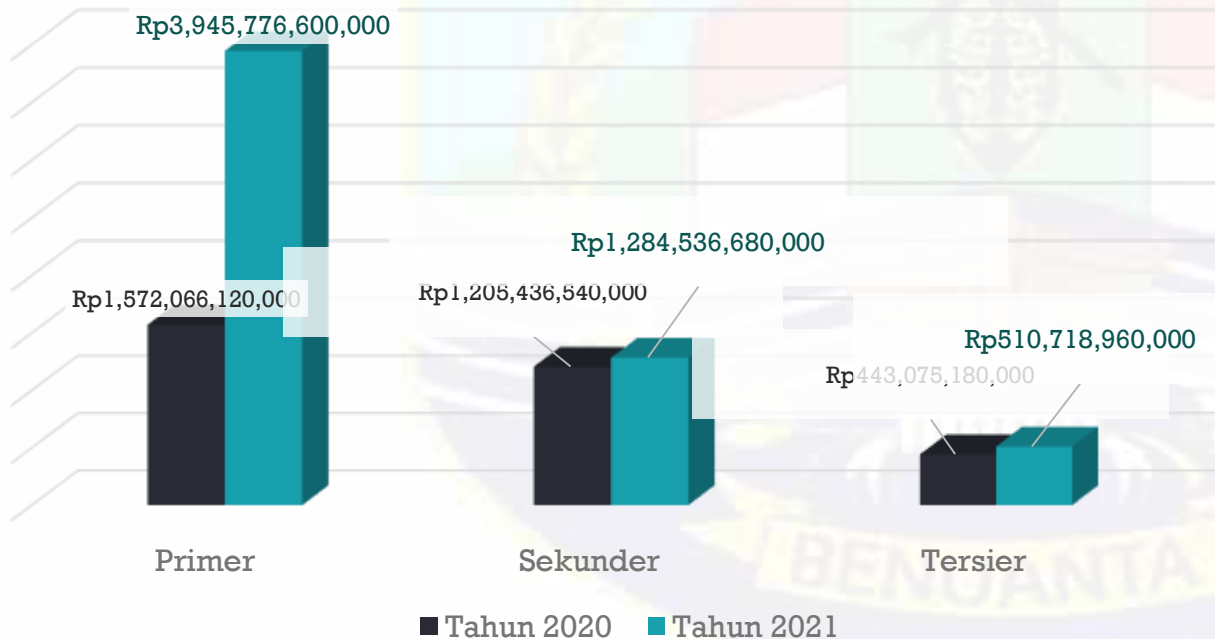 Rp3,945,776,600,000
Rp1,284,536,680,000
Rp1,572,066,120,000
Rp1,205,436,540,000
Rp510,718,960,000
Rp443,075,180,000
Primer
Sekunder
Tersier
BENUANTA
Tahun 2020
Tahun 2021